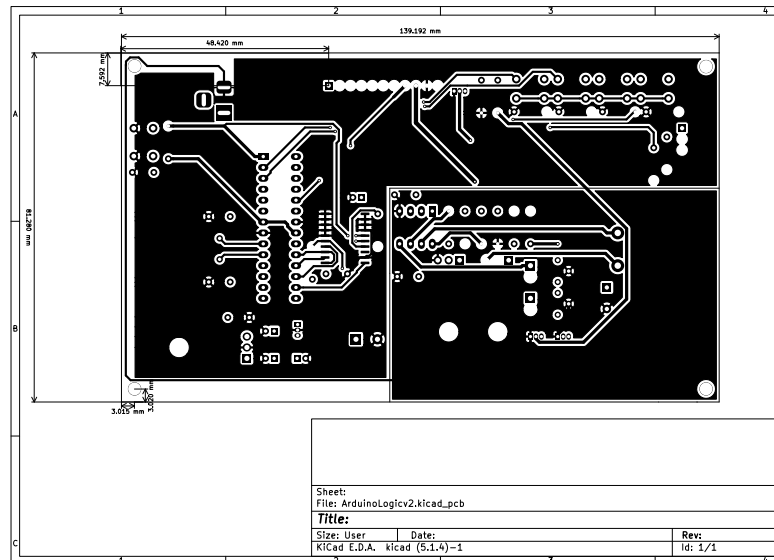 1 2 3 4
139.192 mm
48.420 mm
7.592 mm
A
81.280 mm
B
3.020 mm
3.015 mm
Sheet:
File: ArduinoLogicv2.kicad_pcb
Title:
Size: User Date: Rev:
KiCad E.D.A. kicad (5.1.4)-1 Id: 1/1
C